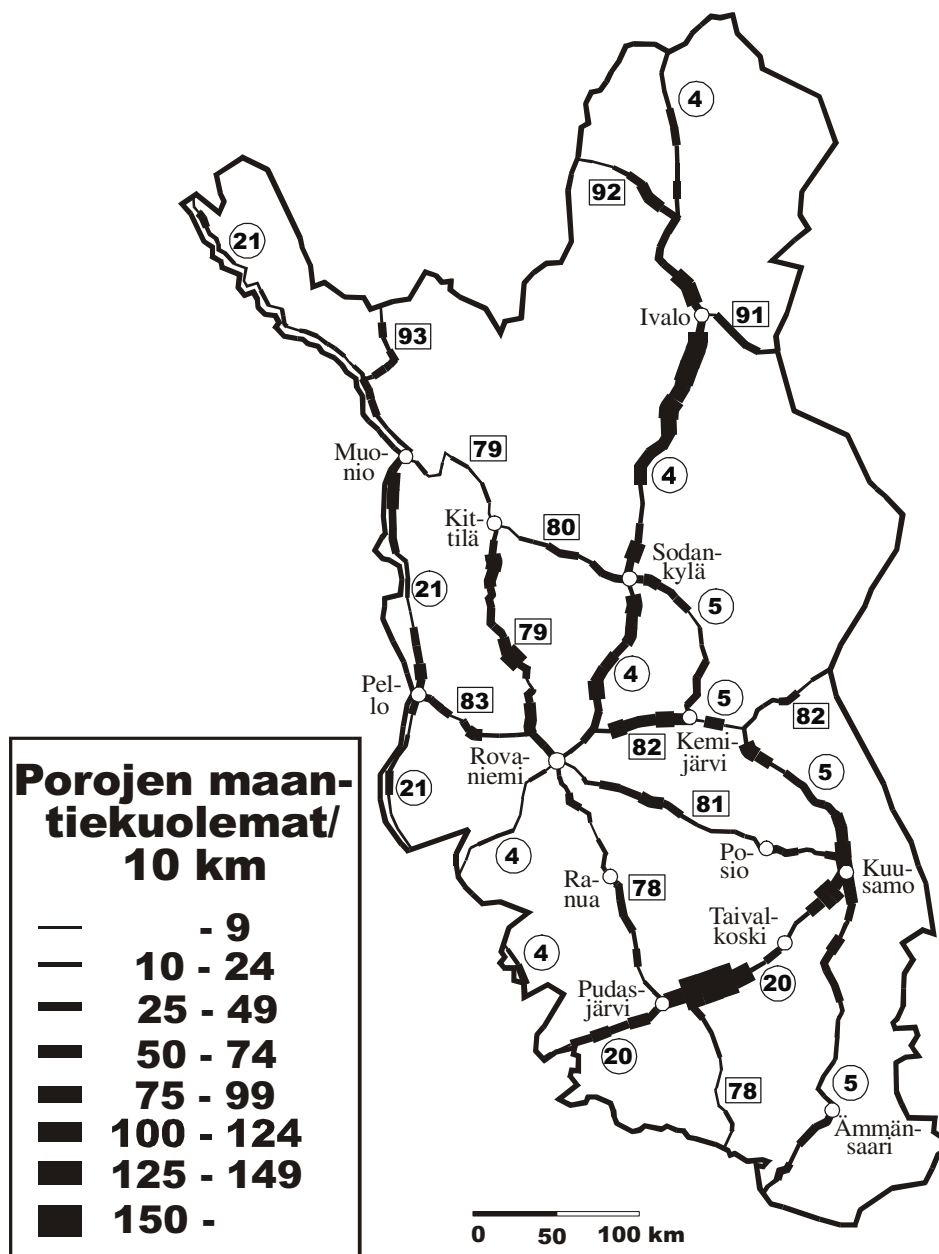 4
92
21
Ivalo
91
93
79
Muo-
nio
4
Kit-
tilä
80
Sodan-
kylä
21
5
79
4
Pel-
lo
83
5
82
82
Kemi-
järvi
Rova-
niemi
5
21
81
4
Po-
sio
Kuu-
samo
Ra-
nua
78
Taival-
koski
4
Pudas-
järvi
20
20
78
5
Ämmän-
saari
Porojen maan-
tiekuolemat/
10 km
- 9
10 - 24
25 - 49
50 - 74
75 - 99
100 - 124
125 - 149
150 -
0 50 100 km